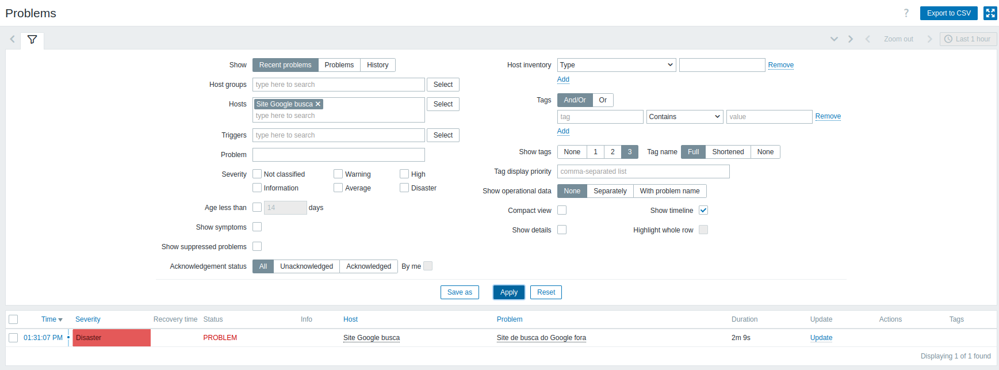 Problems
? Export to CSV
Zoom out Last 1 hour
Show Recent problems Problems History
Host groups type here to search Select
Hosts Site Google busca Select
type here to search
Triggers type here to search Select
Problem
Severity Not classified Warning High
Information Average Disaster
Age less than 14 days
Show symptoms
Show suppressed problems
Acknowledgement status All Unacknowledged Acknowledged By me
Host inventory Type Remove
Add
Tags And/Or Or
tag Contains value Remove
Add
Show tags None 1 2 3 Tag name Full Shortened None
Tag display priority comma-separated list
Show operational data None Separately With problem name
Compact view Show timeline
Show details Highlight whole row
Save as Apply Reset
Time Severity Recovery time Status Info Host Problem Duration Update Actions Tags
01:31:07 PM Disaster PROBLEM Site Google busca Site de busca do Google fora 2m 9s Update
Displaying 1 of 1 found